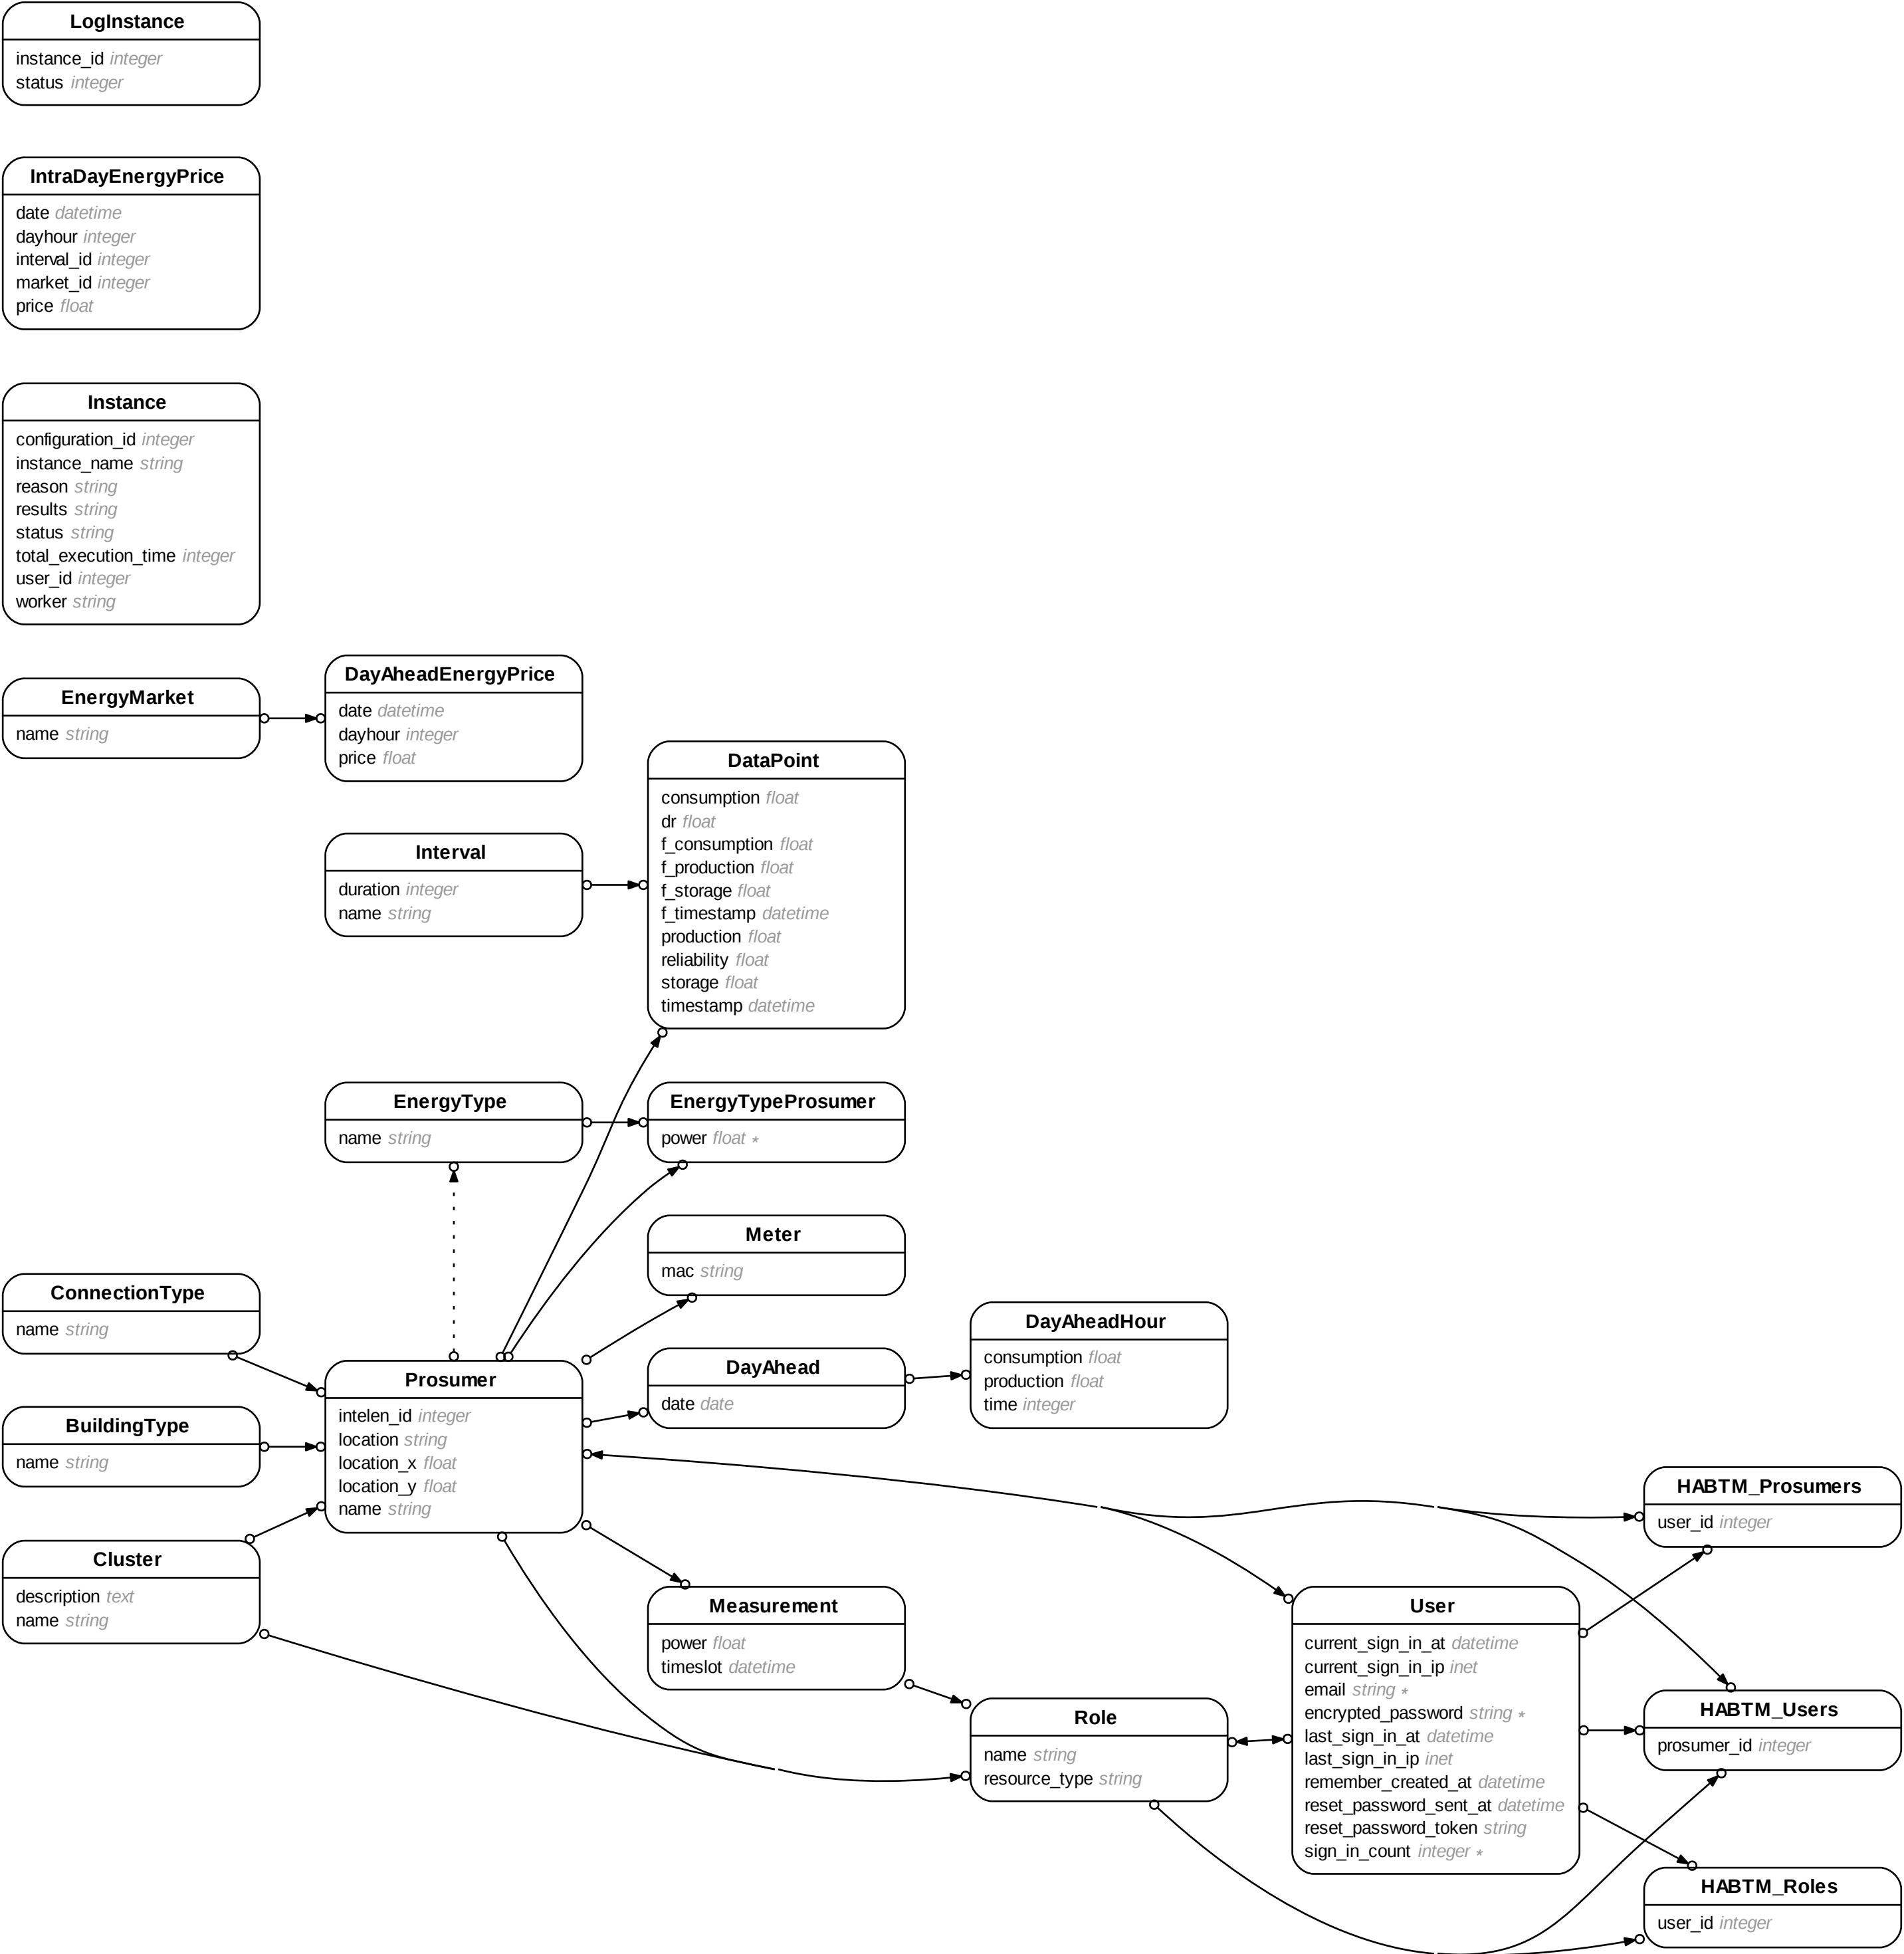 LogInstance
instance_id integer
status integer
IntraDayEnergyPrice
date datetime
dayhour integer
interval_id integer
market_id integer
price float
Instance
configuration_id integer
instance_name string
reason string
results string
status string
total_execution_time integer
user_id integer
worker string
EnergyMarket
name string
DayAheadEnergyPrice
date datetime
dayhour integer
price float
Interval
duration integer
name string
DataPoint
consumption float
dr float
f_consumption float
f_production float
f_storage float
f_timestamp datetime
production float
reliability float
storage float
timestamp datetime
EnergyType
name string
EnergyTypeProsumer
power float *
Meter
mac string
ConnectionType
name string
BuildingType
name string
Cluster
description text
name string
Prosumer
intelen_id integer
location string
location_x float
location_y float
name string
DayAhead
date date
DayAheadHour
consumption float
production float
time integer
Measurement
power float
timeslot datetime
Role
name string
resource_type string
User
current_sign_in_at datetime
current_sign_in_ip inet
email string *
encrypted_password string *
last_sign_in_at datetime
last_sign_in_ip inet
remember_created_at datetime
reset_password_sent_at datetime
reset_password_token string
sign_in_count integer *
HABTM_Prosumers
user_id integer
HABTM_Users
prosumer_id integer
HABTM_Roles
user_id integer